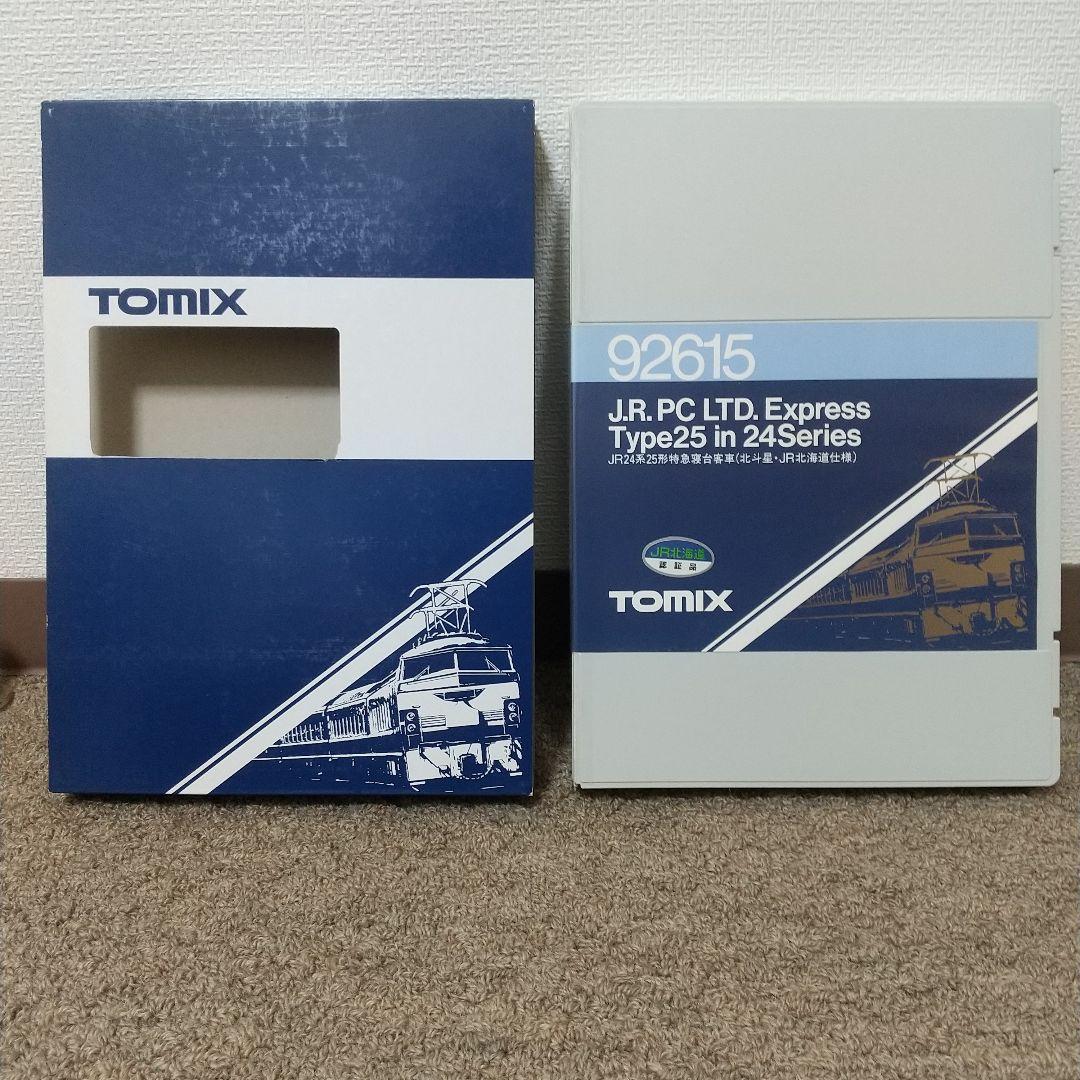 TOMIX
92615
J.R. PC LTD. Express
Type25 in 24Series
JR24系25形特急寝台客車(北斗星・JR北海道仕様)
JR北海道
認証品
TOMIX